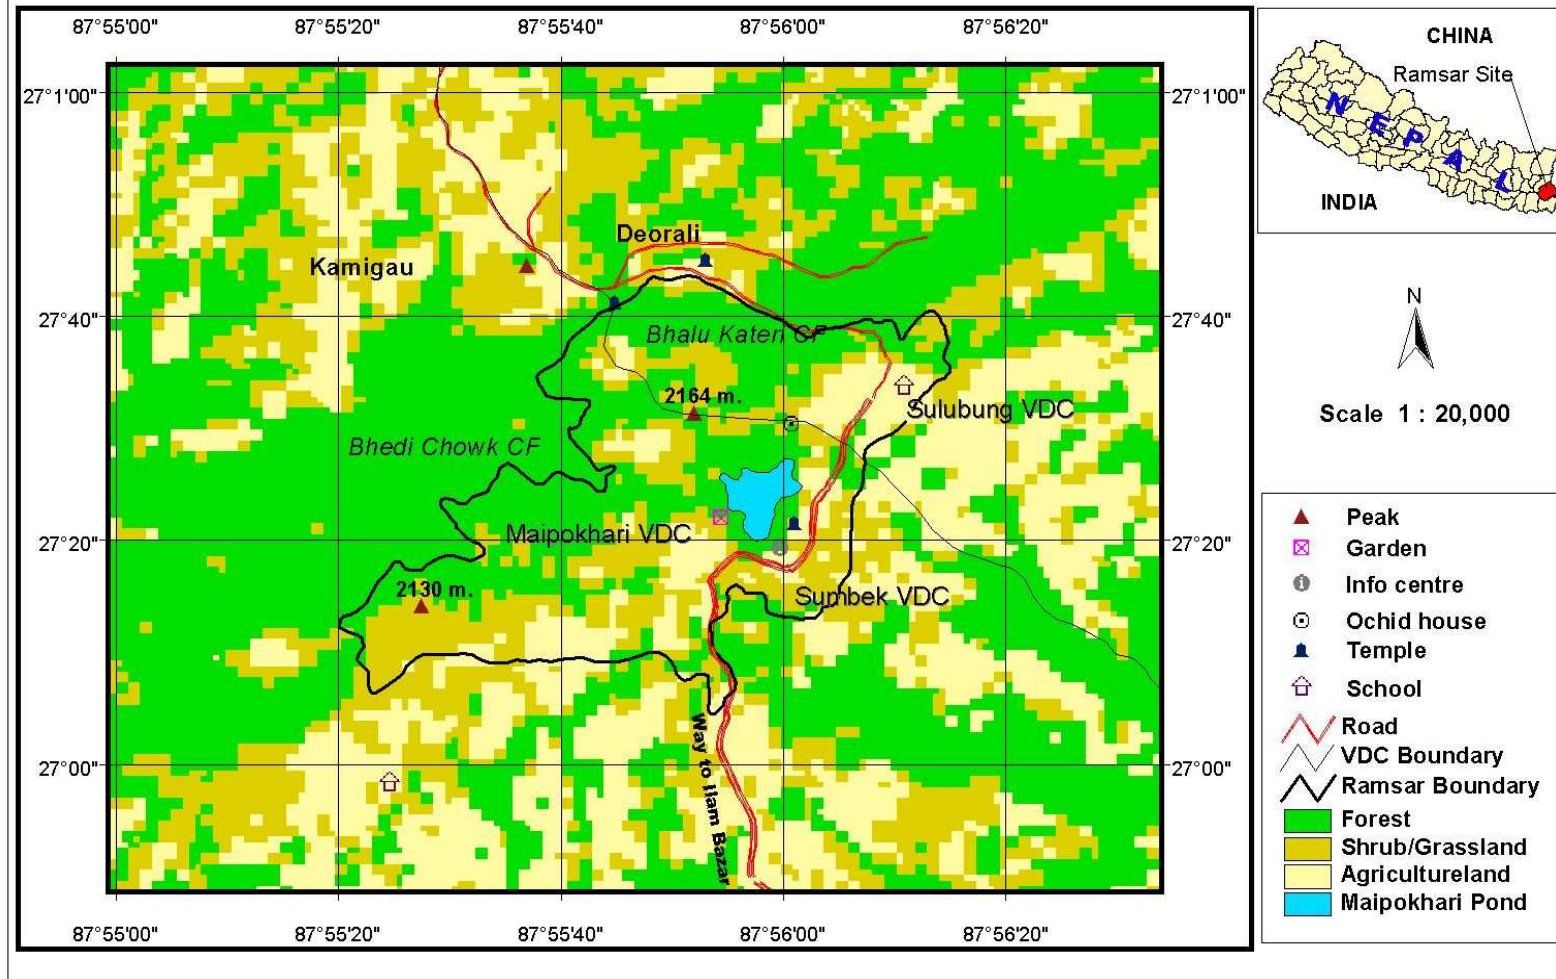 87°55'00" 87°55'20" 87°55'40" 87°56'00" 87°56'20"
27°1'00" 27°1'00"
Deorali
Kamigau
27°40" 27°40"
Bhalu Kateri CF
2164 m.
Sulubung VDC
Bhedi Chowk CF
Maipokhari VDC
27°20" 27°20"
2130 m.
Sumbek VDC
Way to Ilam Bazar
27°00" 27°00"
87°55'00" 87°55'20" 87°55'40" 87°56'00" 87°56'20"
CHINA
Ramsar Site
NEPAL
INDIA
N
Scale 1 : 20,000
Peak
Garden
Info centre
Ochid house
Temple
School
Road
VDC Boundary
Ramsar Boundary
Forest
Shrub/Grassland
Agricultureland
Maipokhari Pond